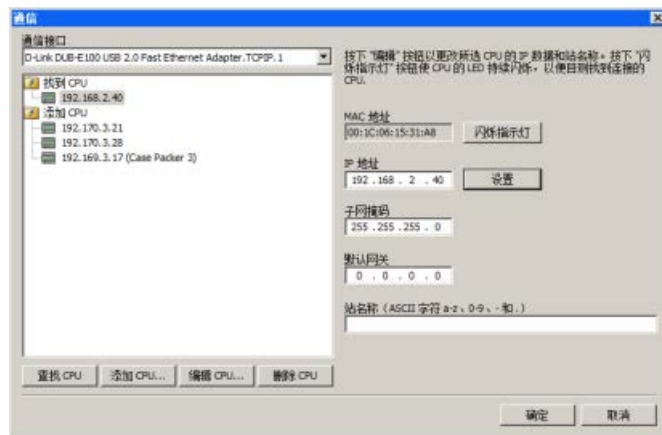 通信
通信接口
D-Link DUB-E100 USB 2.0 Fast Ethernet Adapter.TCPIP.1
找到 CPU
192.168.2.40
添加 CPU
192.170.3.21
192.170.3.28
192.169.3.17 (Case Packer 3)
查找 CPU
添加 CPU...
编辑 CPU...
删除 CPU
按下 "编辑" 按钮以更改所选 CPU 的 IP 数据和站名称。按下 "闪
烁指示灯" 按钮使 CPU 的 LED 持续闪烁，以便目测找到连接的
CPU.
MAC 地址
00:1C:06:15:31:A8
闪烁指示灯
IP 地址
192 .168 . 2 . 40
设置
子网掩码
255 .255 .255 . 0
默认网关
0 . 0 . 0 . 0
站名称（ASCII 字符 a-z、0-9、- 和 .）
确定
取消